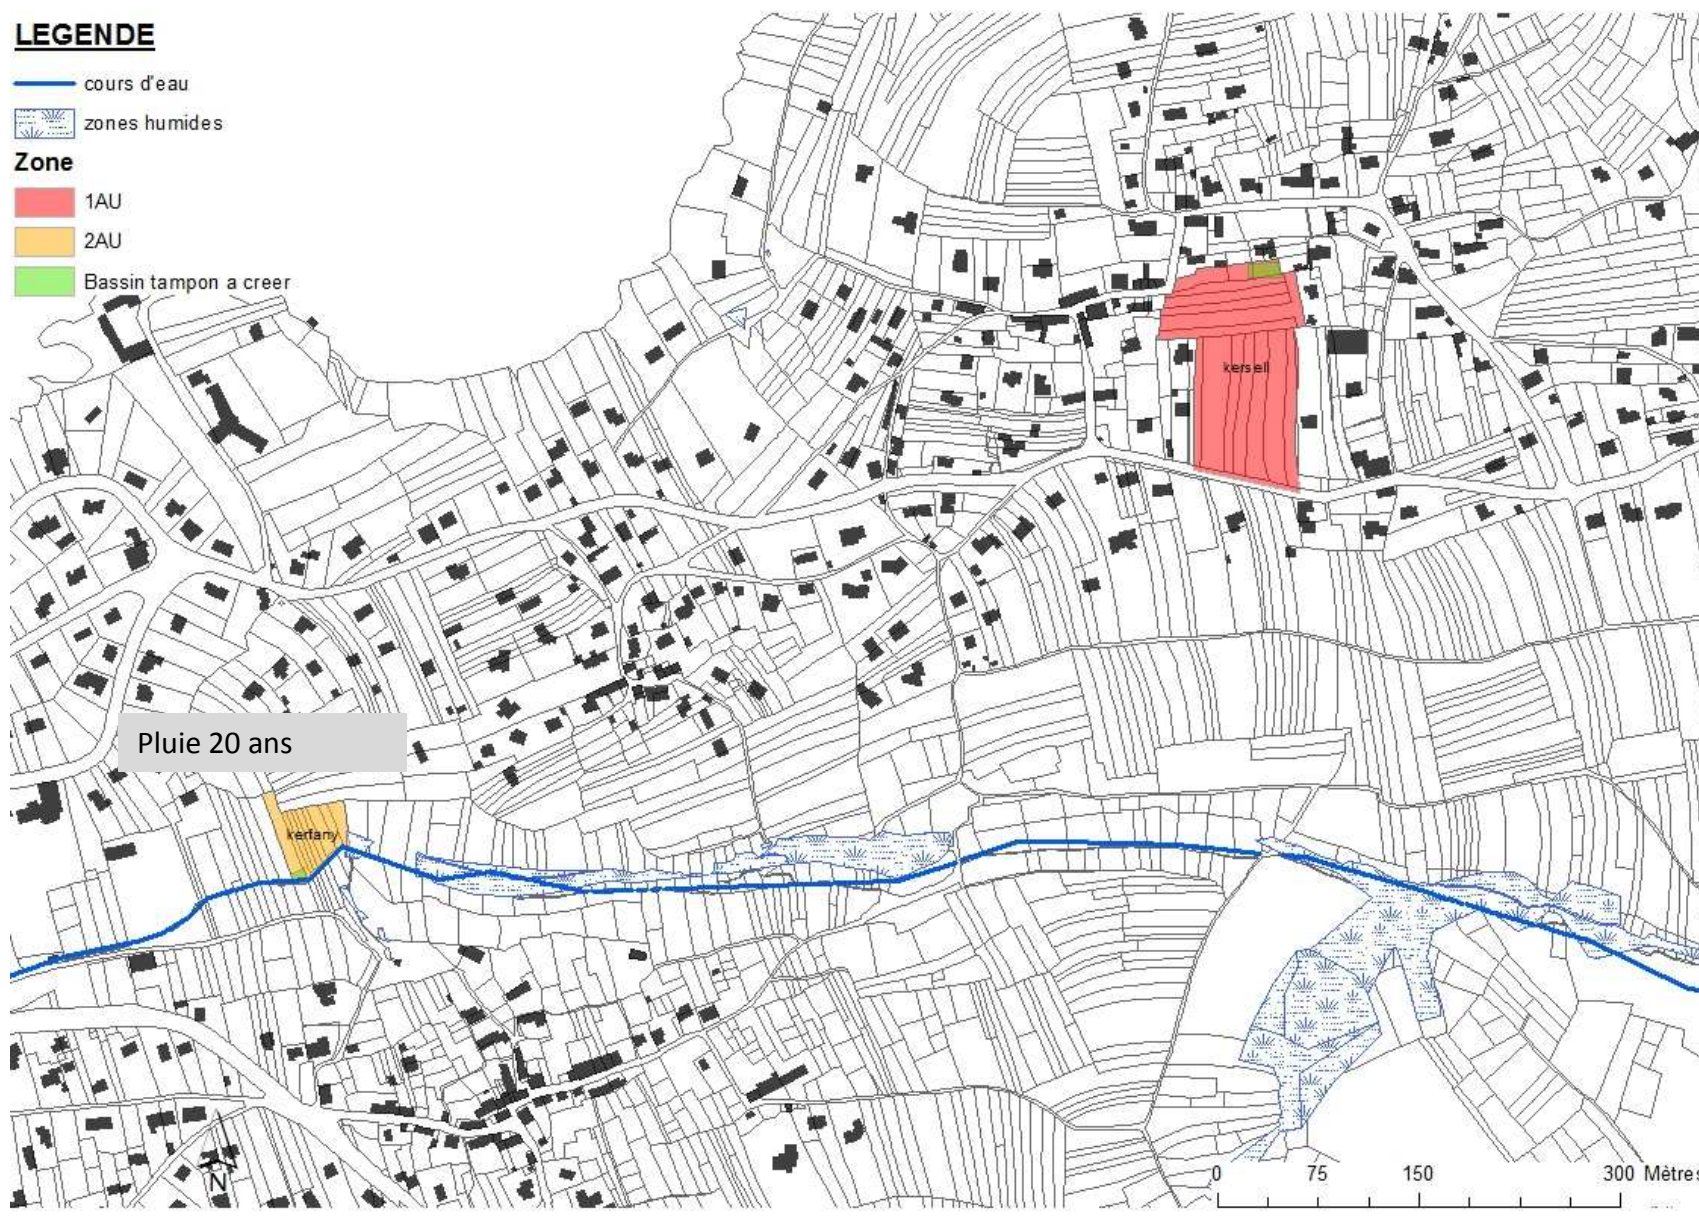 LEGENDE
cours d'eau
zones humides
Zone
1AU
2AU
Bassin tampon a creer
kersell
Pluie 20 ans
kerfany
0 75 150 300 Mètres
N